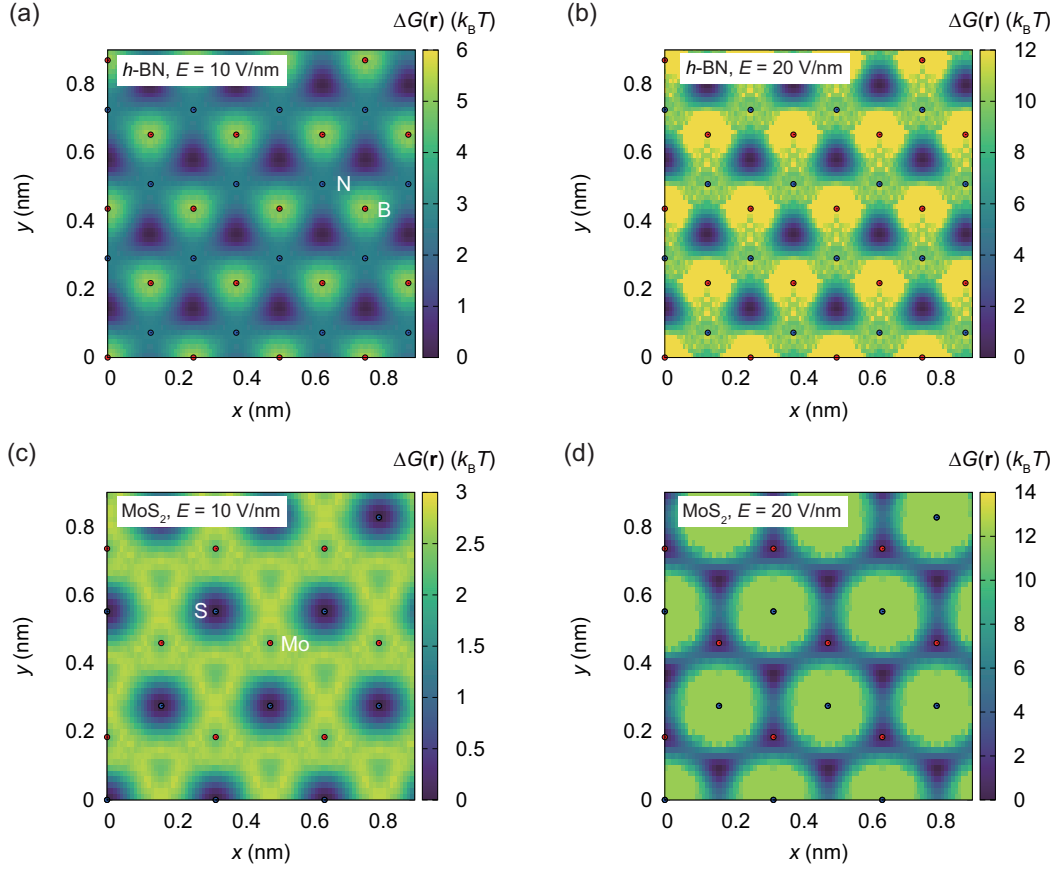 (a)
ΔG(r) (k_BT)
h-BN, E = 10 V/nm
N
B
y (nm)
0.8
0.6
0.4
0.2
0
0 0.2 0.4 0.6 0.8
x (nm)
6
5
4
3
2
1
0
(b)
ΔG(r) (k_BT)
h-BN, E = 20 V/nm
y (nm)
0.8
0.6
0.4
0.2
0
0 0.2 0.4 0.6 0.8
x (nm)
12
10
8
6
4
2
0
(c)
ΔG(r) (k_BT)
MoS₂, E = 10 V/nm
S
Mo
y (nm)
0.8
0.6
0.4
0.2
0
0 0.2 0.4 0.6 0.8
x (nm)
3
2.5
2
1.5
1
0.5
0
(d)
ΔG(r) (k_BT)
MoS₂, E = 20 V/nm
y (nm)
0.8
0.6
0.4
0.2
0
0 0.2 0.4 0.6 0.8
x (nm)
14
12
10
8
6
4
2
0